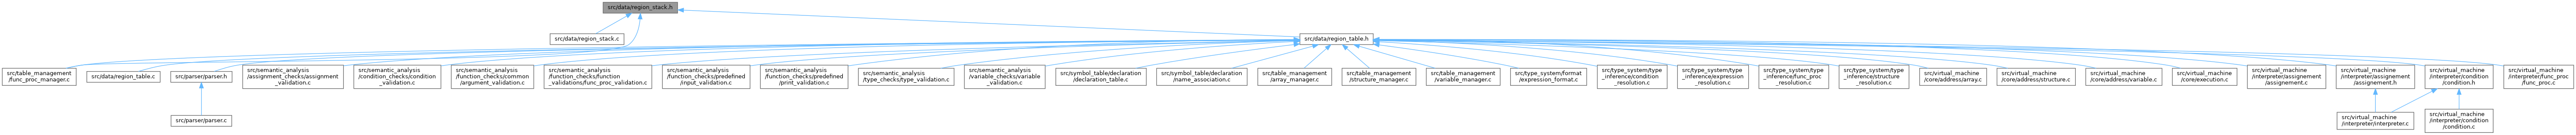 src/data/region_stack.h
src/data/region_stack.c
src/data/region_table.h
src/table_management
/func_proc_manager.c
src/data/region_table.c
src/parser/parser.h
src/semantic_analysis
/assignment_checks/assignment
_validation.c
src/semantic_analysis
/condition_checks/condition
_validation.c
src/semantic_analysis
/function_checks/common
/argument_validation.c
src/semantic_analysis
/function_checks/function
_validations/func_proc_validation.c
src/semantic_analysis
/function_checks/predefined
/input_validation.c
src/semantic_analysis
/function_checks/predefined
/print_validation.c
src/semantic_analysis
/type_checks/type_validation.c
src/semantic_analysis
/variable_checks/variable
_validation.c
src/symbol_table/declaration
/declaration_table.c
src/symbol_table/declaration
/name_association.c
src/table_management
/array_manager.c
src/table_management
/structure_manager.c
src/table_management
/variable_manager.c
src/type_system/format
/expression_format.c
src/type_system/type
_inference/condition
_resolution.c
src/type_system/type
_inference/expression
_resolution.c
src/type_system/type
_inference/func_proc
_resolution.c
src/type_system/type
_inference/structure
_resolution.c
src/virtual_machine
/core/address/array.c
src/virtual_machine
/core/address/structure.c
src/virtual_machine
/core/address/variable.c
src/virtual_machine
/core/execution.c
src/virtual_machine
/interpreter/assignement
/assignement.c
src/virtual_machine
/interpreter/assignement
/assignement.h
src/virtual_machine
/interpreter/condition
/condition.h
src/virtual_machine
/interpreter/func_proc
/func_proc.c
src/parser/parser.c
src/virtual_machine
/interpreter/interpreter.c
src/virtual_machine
/interpreter/condition
/condition.c